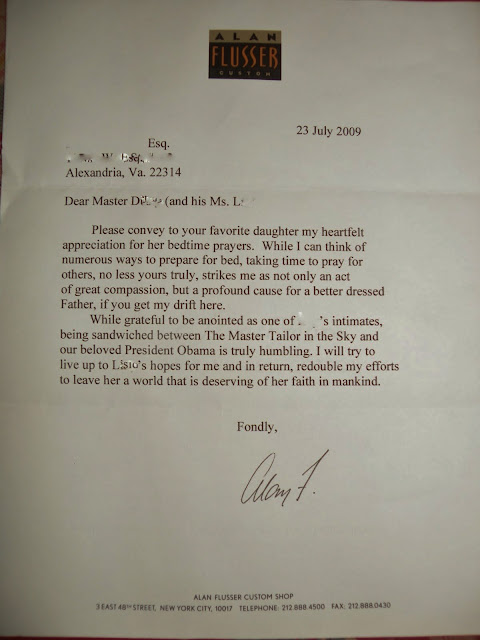 ALAN
FLUSSER
CUSTOM
23 July 2009
Esq.
Alexandria, Va. 22314
Dear Master (and his Ms.
Please convey to your favorite daughter my heartfelt
appreciation for her bedtime prayers. While I can think of
numerous ways to prepare for bed, taking time to pray for
others, no less yours truly, strikes me as not only an act
of great compassion, but a profound cause for a better dressed
Father, if you get my drift here.
While grateful to be anointed as one of 's intimates,
being sandwiched between The Master Tailor in the Sky and
our beloved President Obama is truly humbling. I will try to
live up to hopes for me and in return, redouble my efforts
to leave her a world that is deserving of her faith in mankind.
Fondly,
Alan F.
ALAN FLUSSER CUSTOM SHOP
3 EAST 48TH STREET, NEW YORK CITY, 10017 TELEPHONE: 212.888.4500 FAX: 212.888.0430